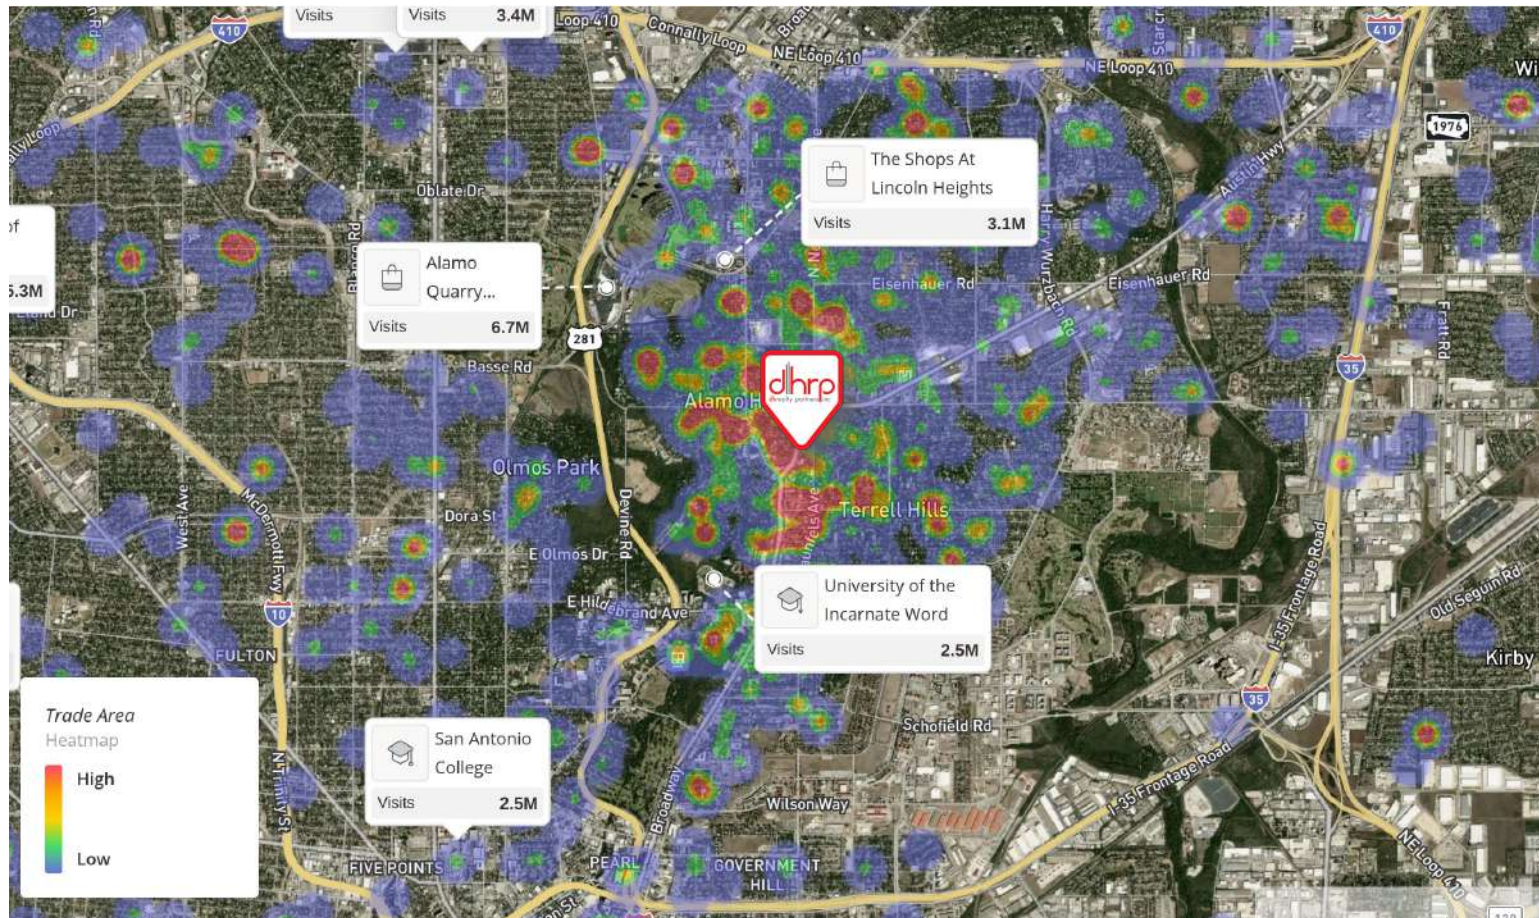 Visits
Visits 3.4M
410
Loop 410
Connally Loop
NE Loop 410
NE Loop 410
410
1976
Austin Hwy
Oblate Dr
The Shops At
Lincoln Heights
Visits 3.1M
Harry Wurzbach Rd
Eisenhauer Rd
Eisenhauer Rd
of
5.3M
Blanco Rd
Alamo
Quarry...
Visits 6.7M
281
Basse Rd
Fratt Rd
35
dhrp
Olmos Park
Devine Rd
Dora St
West Ave
McDermott Fwy
Terrell Hills
E Olmos Dr
E Hildebrand Ave
University of the
Incarnate Word
Visits 2.5M
I-35 Frontage Road
Old Seguin Rd
10
FULTON
Kirby
Trade Area
Heatmap
High
Low
35
Schofield Rd
San Antonio
College
Visits 2.5M
N Trinity St
Broadway
Wilson Way
I-35 Frontage Road
NE Loop 410
FIVE POINTS
PEARL
GOVERNMENT
HILL